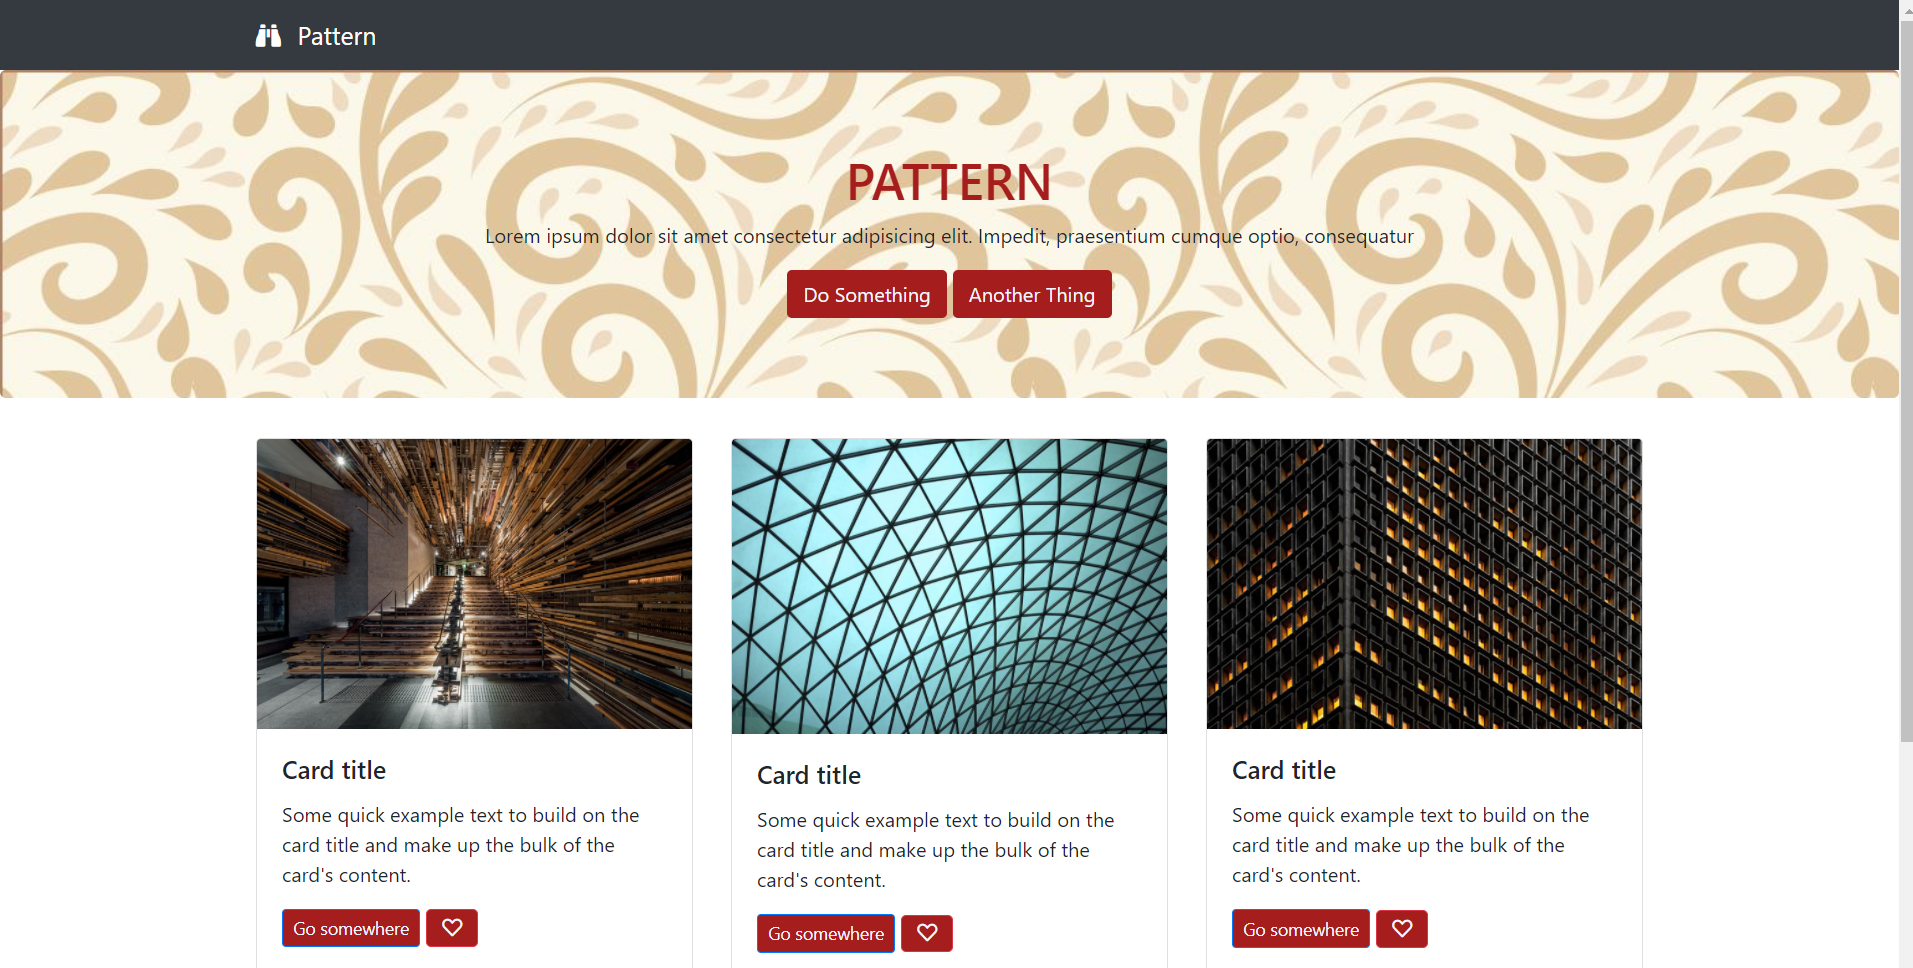 Pattern
PATTERN
Lorem ipsum dolor sit amet consectetur adipisicing elit. Impedit, praesentium cumque optio, consequatur
Do Something
Another Thing
Card title
Some quick example text to build on the
card title and make up the bulk of the
card's content.
Go somewhere
Card title
Some quick example text to build on the
card title and make up the bulk of the
card's content.
Go somewhere
Card title
Some quick example text to build on the
card title and make up the bulk of the
card's content.
Go somewhere